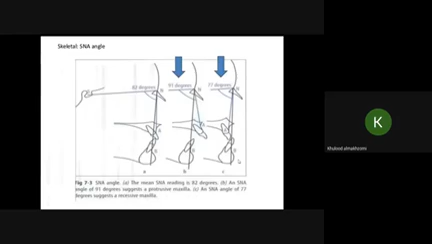 Skeletal: SNA angle
82 degrees
91 degrees
77 degrees
N
N
N
A
A
a
b
c
Fig 7-3 SNA angle. (a) The mean SNA reading is 82 degrees. (b) An SNA
angle of 91 degrees suggests a protrusive maxilla. (c) An SNA angle of 77
degrees suggests a recessive maxilla.
K